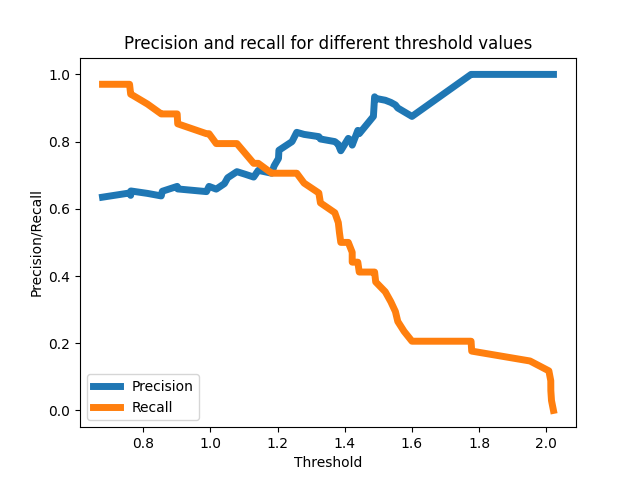 Precision and recall for different threshold values
Precision/Recall
1.0
0.8
0.6
0.4
0.2
0.0
Precision
Recall
0.8 1.0 1.2 1.4 1.6 1.8 2.0
Threshold